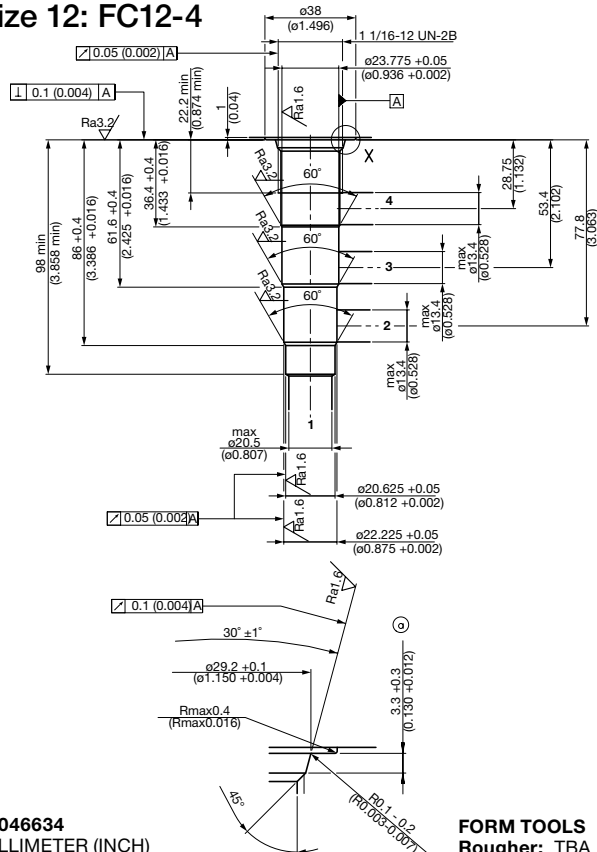 ize 12: FC12-4
ø38
(ø1.496)
1 1/16-12 UN-2B
0.05 (0.002) A
ø23.775 +0.05
(ø0.936 +0.002)
⊥ 0.1 (0.004) A
22.2 min
(0.874 min)
1
(0.04)
Ra1.6
A
Ra3.2
X
98 min
(3.858 min)
86 +0.4
(3.386 +0.016)
61.6 +0.4
(2.425 +0.016)
36.4 +0.4
(1.433 +0.016)
Ra3.2
60°
4
28.75
(1.132)
53.4
(2.102)
77.8
(3.063)
max
ø13.4
(ø0.528)
Ra3.2
60°
3
max
ø13.4
(ø0.528)
Ra3.2
60°
2
max
ø13.4
(ø0.528)
1
max
ø20.5
(ø0.807)
Ra1.6
ø20.625 +0.05
(ø0.812 +0.002)
0.05 (0.002) A
Ra1.6
ø22.225 +0.05
(ø0.875 +0.002)
Ra1.6
0.1 (0.004) A
30° ±1°
a
ø29.2 +0.1
(ø1.150 +0.004)
3.3 +0.3
(0.130 +0.012)
Rmax0.4
(Rmax0.016)
45°
R0.1 - 0.2
(R0.003-0.007)
046634
LLIMETER (INCH)
FORM TOOLS
Rougher: TBA